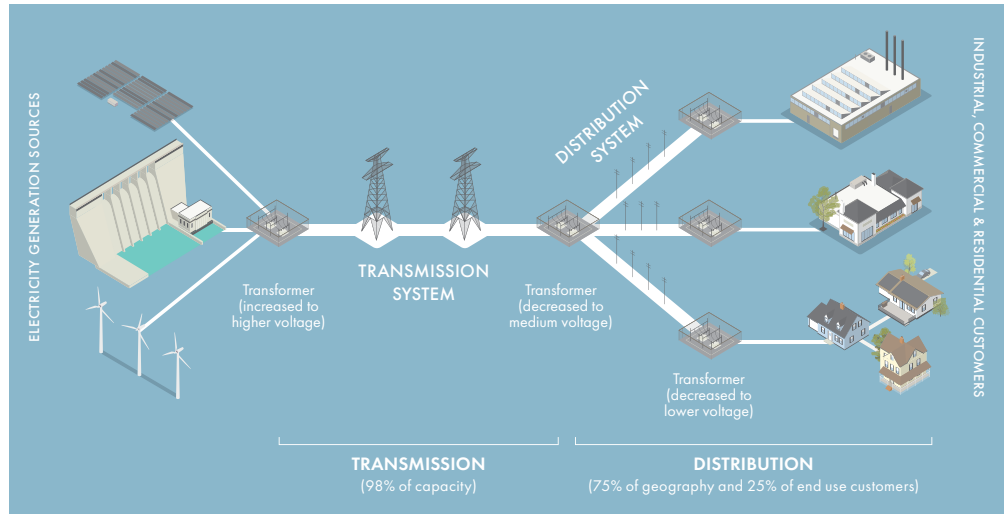 ELECTRICITY GENERATION SOURCES
Transformer
(increased to
higher voltage)
TRANSMISSION
SYSTEM
Transformer
(decreased to
medium voltage)
DISTRIBUTION
SYSTEM
Transformer
(decreased to
lower voltage)
INDUSTRIAL, COMMERCIAL & RESIDENTIAL CUSTOMERS
TRANSMISSION
(98% of capacity)
DISTRIBUTION
(75% of geography and 25% of end use customers)